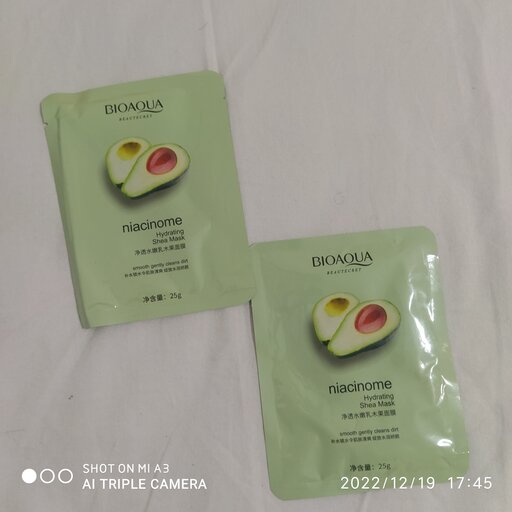 BIOAQUA
BEAUTECRET
niacinome
Hydrating
Shea Mask
净透水嫩乳木果面膜
smooth gently cleans dirt
净含量：25g
BIOAQUA
BEAUTECRET
niacinome
Hydrating
Shea Mask
净透水嫩乳木果面膜
smooth gently cleans dirt
净含量：25g
SHOT ON MI A3
AI TRIPLE CAMERA
2022/12/19 17:45